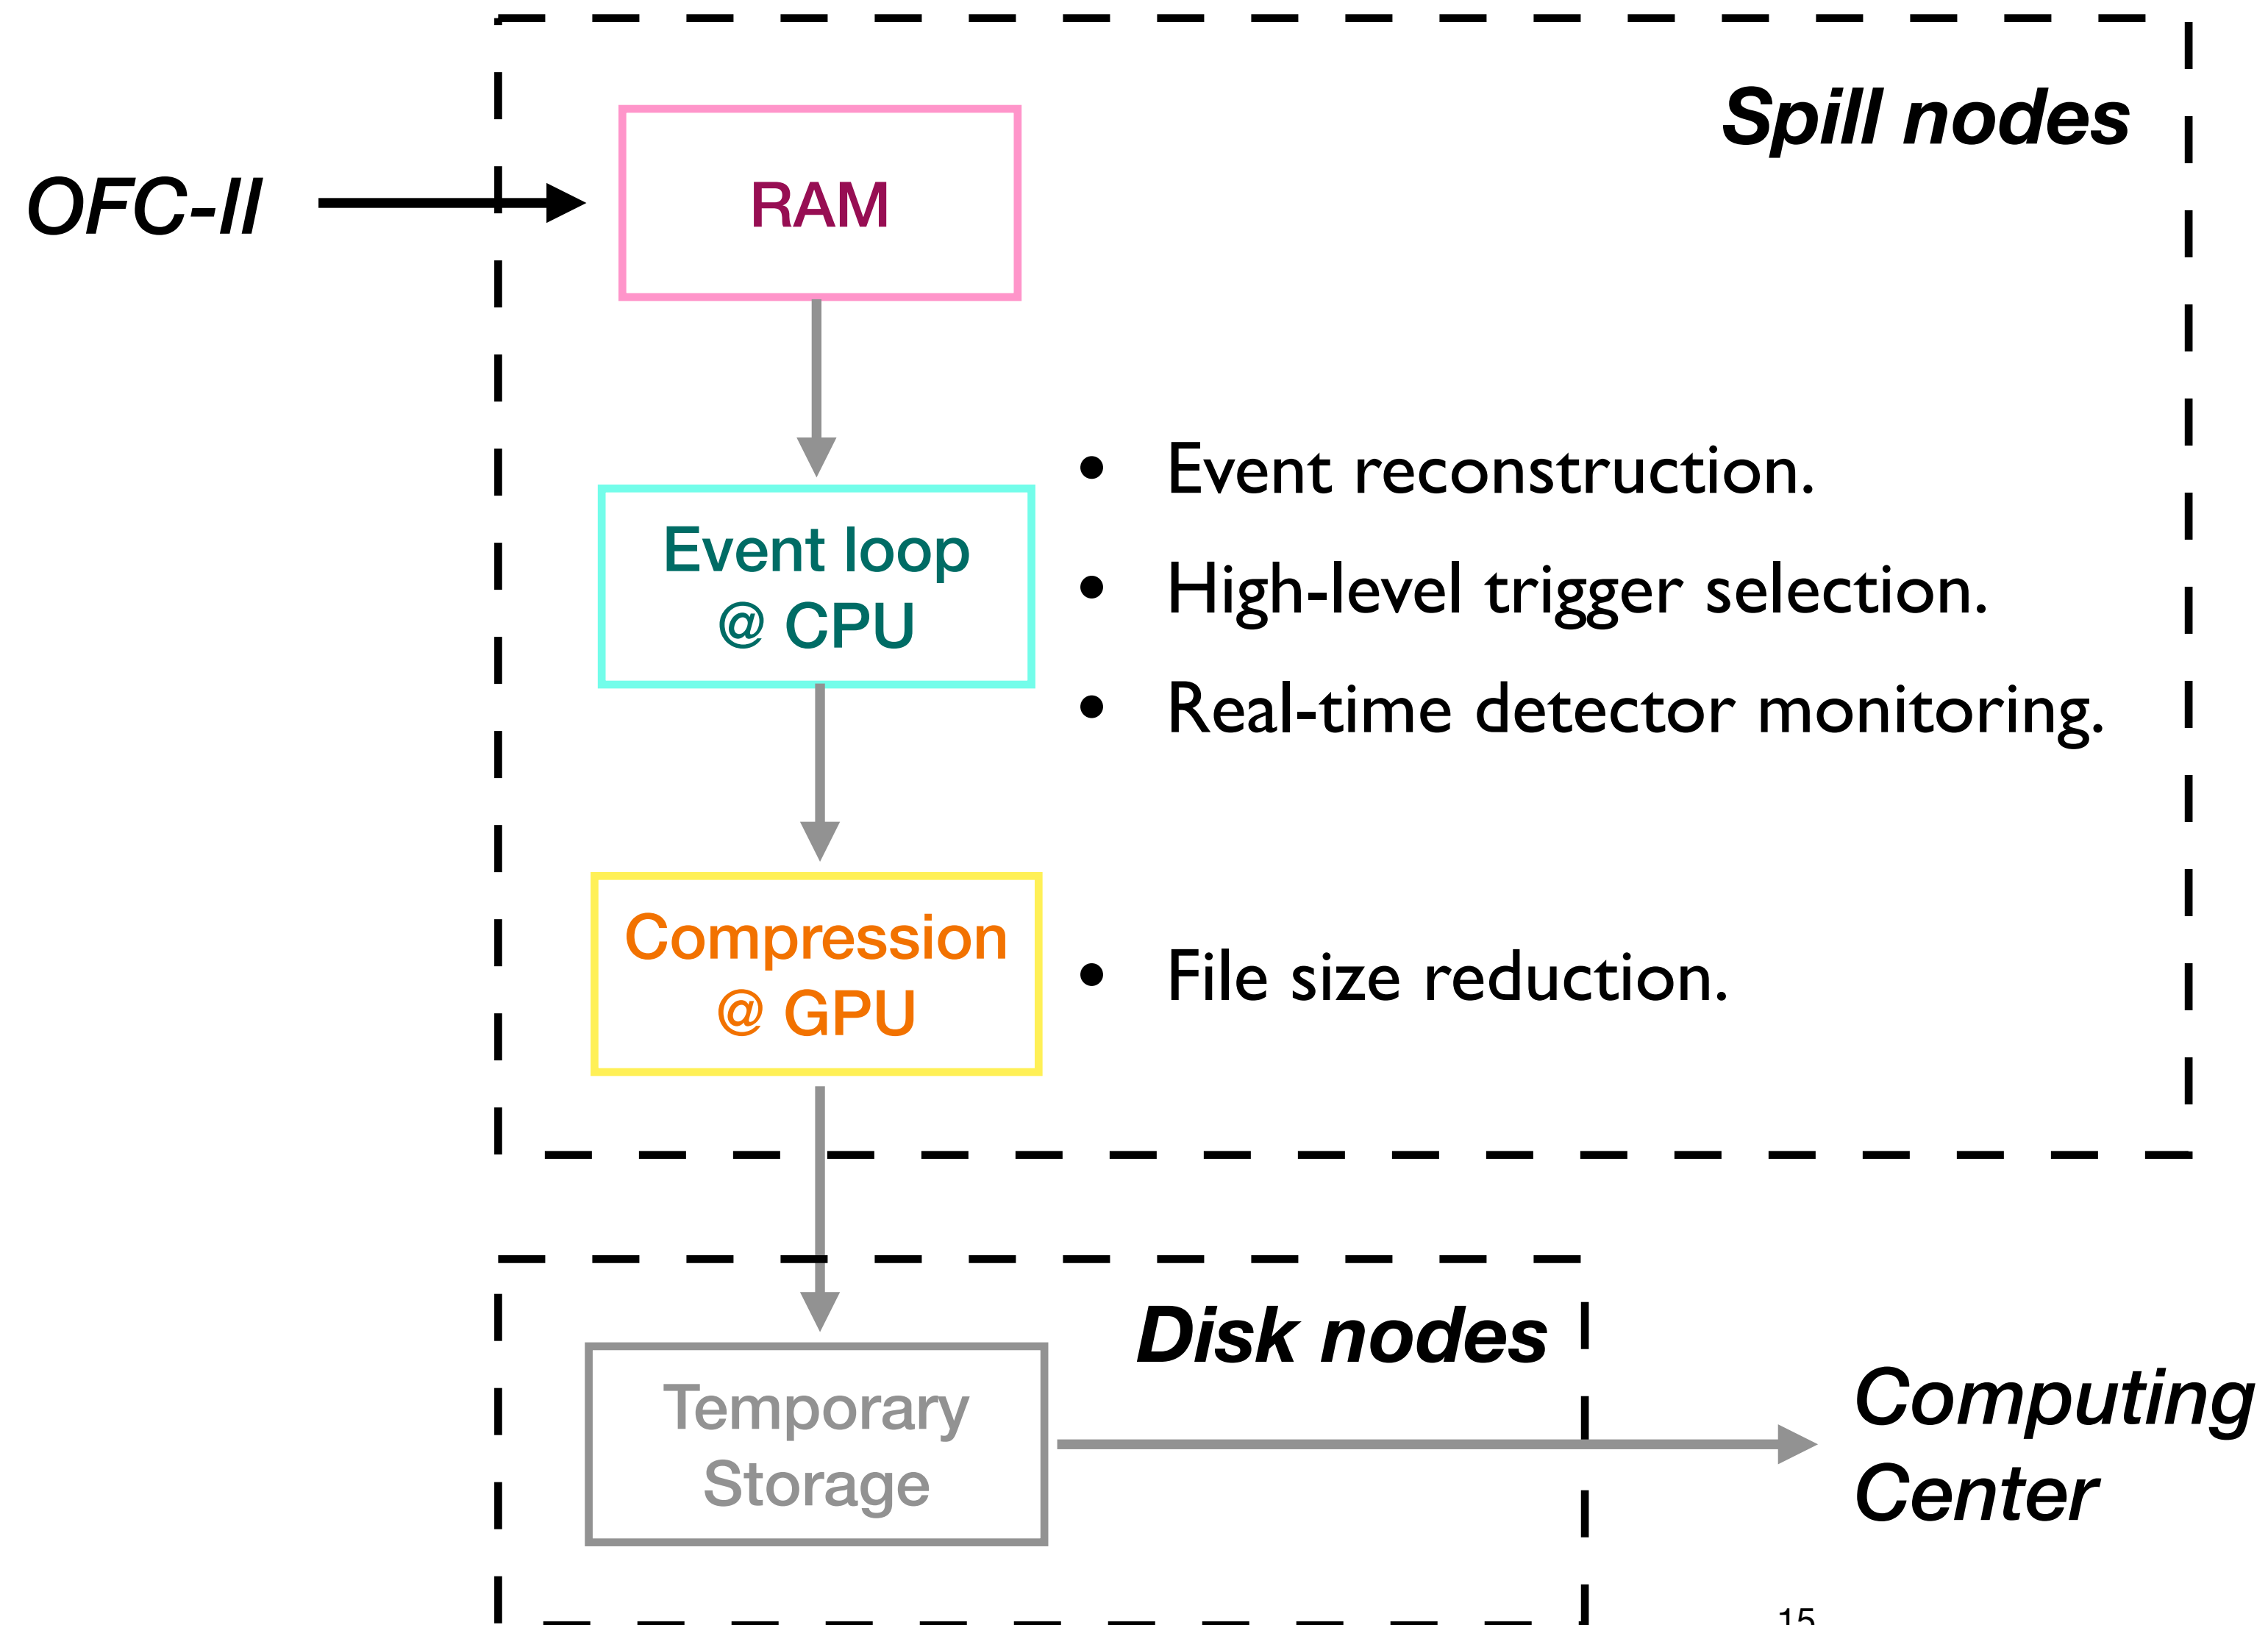 Spill nodes
OFC-II
RAM
Event loop
@ CPU
• Event reconstruction.
• High-level trigger selection.
• Real-time detector monitoring.
Compression
@ GPU
• File size reduction.
Disk nodes
Temporary
Storage
Computing
Center
15